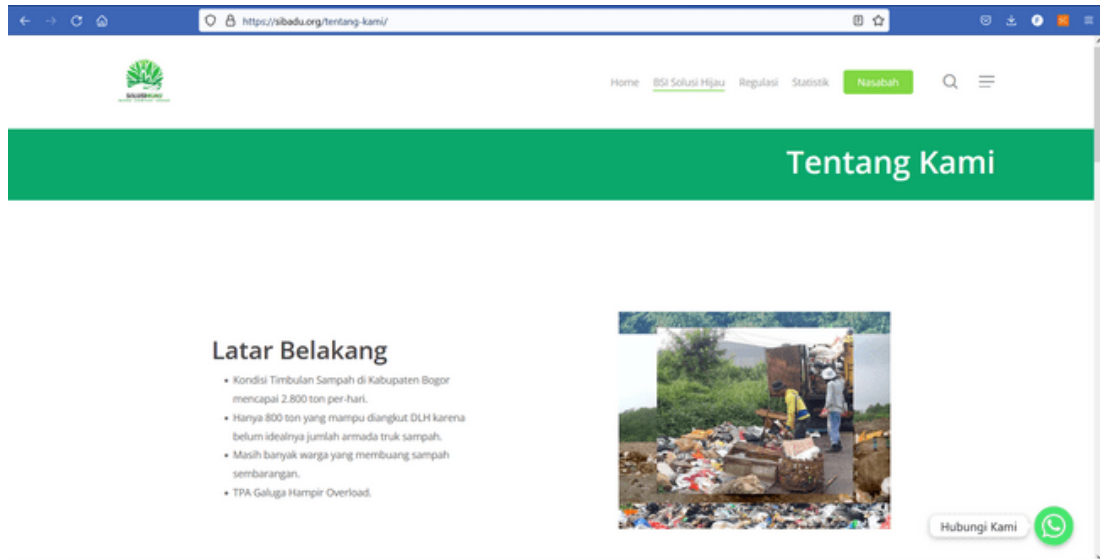 https://sibadu.org/tentang-kami/
SOLUSI HIJAU
Home BSI Solusi Hijau Regulasi Statistik Nasabah
Tentang Kami
Latar Belakang
• Kondisi Timbulan Sampah di Kabupaten Bogor
mencapai 2.800 ton per-hari.
• Hanya 800 ton yang mampu diangkut DLH karena
belum idealnya jumlah armada truk sampah.
• Masih banyak warga yang membuang sampah
sembarangan.
• TPA Galuga Hampir Overload.
Hubungi Kami